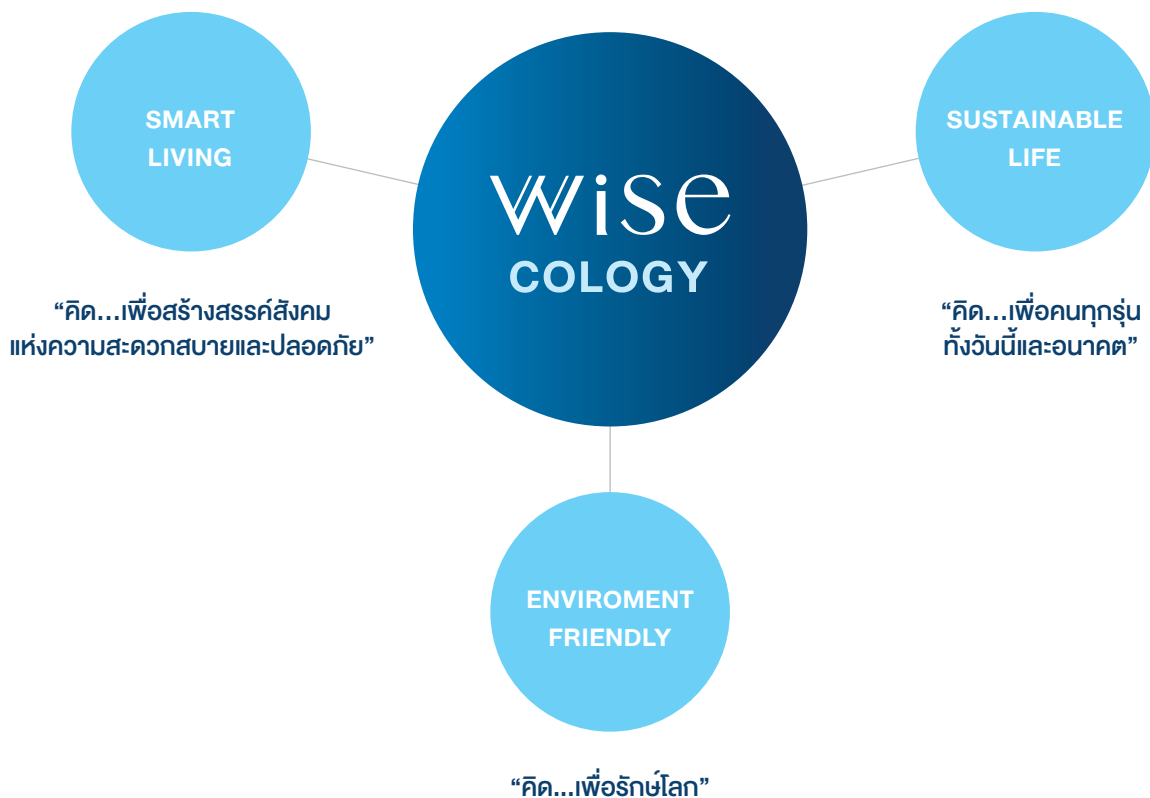 SMART
LIVING
“คิด...เพื่อสร้างสรรค์สังคม
แห่งความสะดวกสบายและปลอดภัย”
WiSe
COLOGY
SUSTAINABLE
LIFE
“คิด...เพื่อคนทุกรุ่น
ทั้งวันนี้และอนาคต”
ENVIROMENT
FRIENDLY
“คิด...เพื่อรักษ์โลก”